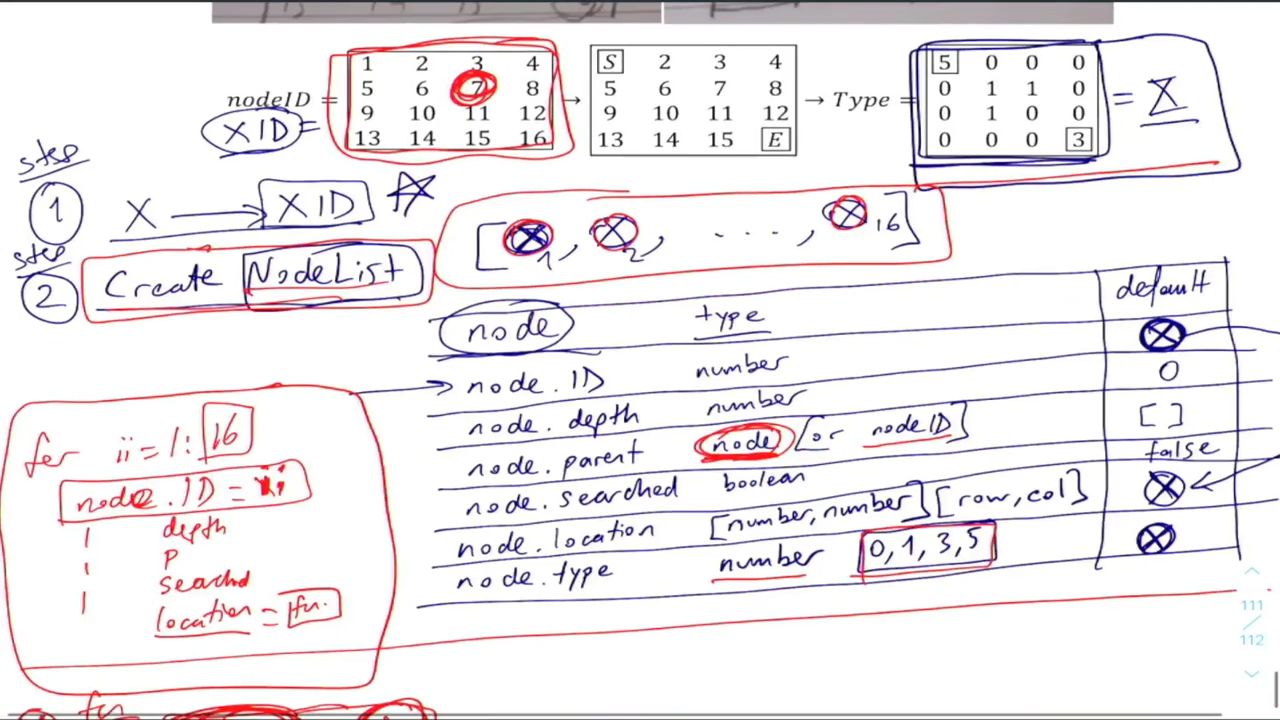 nodeID = 1 2 3 4 → S 2 3 4 → Type = 5 0 0 0 = X
5 6 7 8 5 6 7 8 0 1 1 0
9 10 11 12 9 10 11 12 0 1 0 0
13 14 15 16 13 14 15 E 0 0 0 3
XID =
step
1 X → XID
[ 1, 2, . . . , 16 ]
step
2 Create NodeList
node type default
node.ID number
node.depth number 0
node.parent node [or nodeID] [ ]
node.searched boolean false
node.location [number, number] [row, col]
node.type number 0, 1, 3, 5
for ii = 1:16
node.ID = ii
depth
P
searched
location = fn.
fn
111
/
112